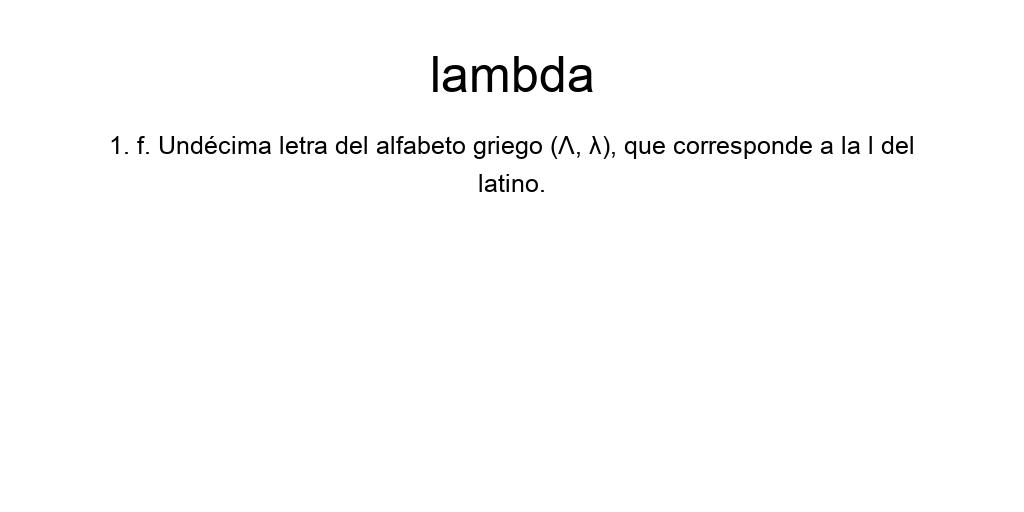 lambda
1. f. Undécima letra del alfabeto griego (Λ, λ), que corresponde a la l del
latino.